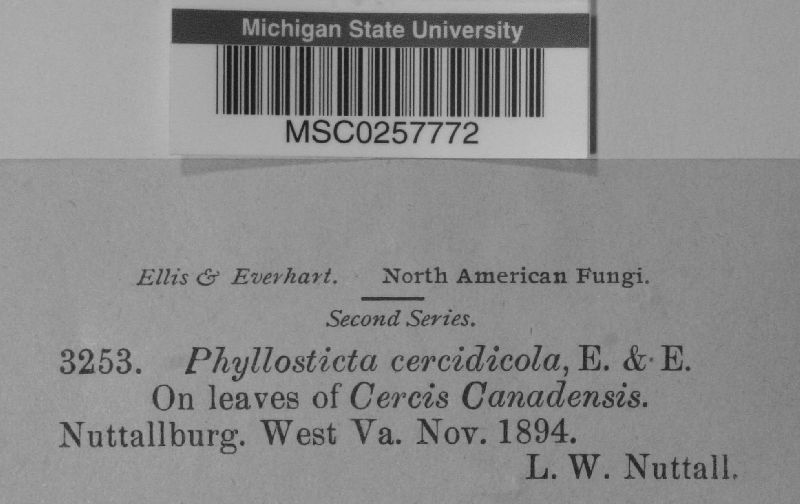 Michigan State University
MSC0257772
Ellis & Everhart. North American Fungi.
Second Series.
3253. Phyllosticta cercidicola, E. & E.
On leaves of Cercis Canadensis.
Nuttallburg. West Va. Nov. 1894.
L. W. Nuttall.